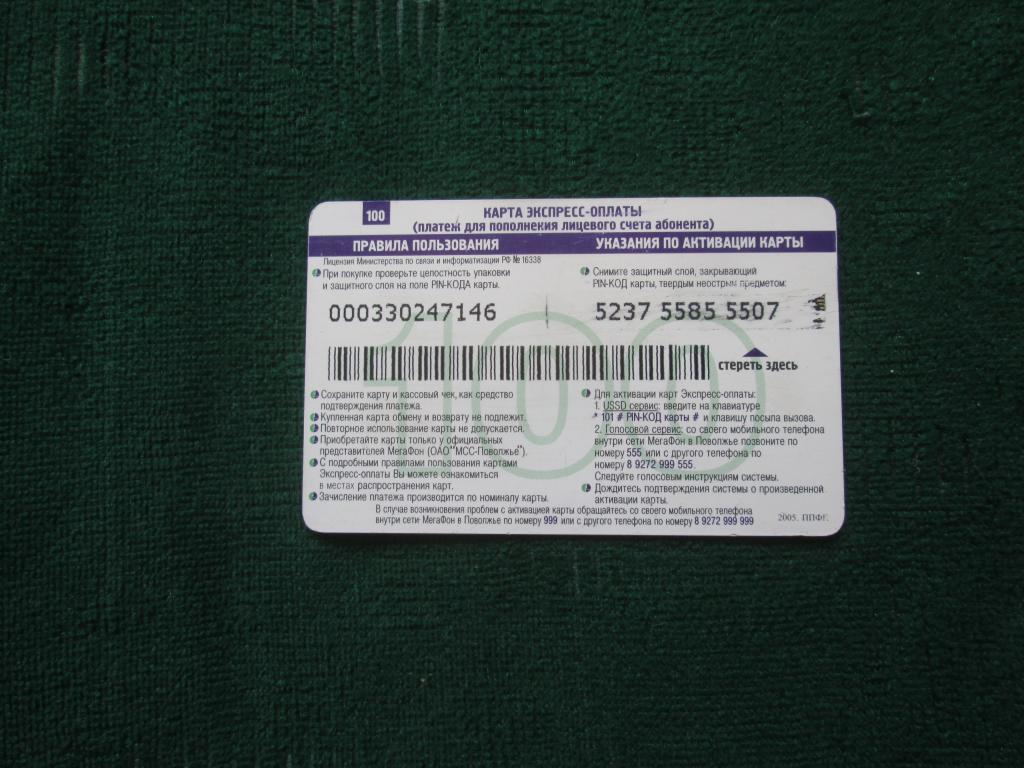 100
КАРТА ЭКСПРЕСС-ОПЛАТЫ
(платеж для пополнения лицевого счета абонента)
ПРАВИЛА ПОЛЬЗОВАНИЯ
Лицензия Министерства по связи и информатизации РФ № 16338
При покупке проверьте целостность упаковки
и защитного слоя на поле PIN-КОДА карты.
000330247146
Сохраните карту и кассовый чек, как средство
подтверждения платежа.
Купленная карта обмену и возврату не подлежит.
Повторное использование карты не допускается.
Приобретайте карты только у официальных
представителей МегаФон (ОАО "МСС-Поволжье").
С подробными правилами пользования картами
Экспресс-оплаты Вы можете ознакомиться
в местах распространения карт.
Зачисление платежа производится по номиналу карты.
УКАЗАНИЯ ПО АКТИВАЦИИ КАРТЫ
Снимите защитный слой, закрывающий
PIN-КОД карты, твердым неострым предметом:
5237 5585 5507
стереть здесь
Для активации карт Экспресс-оплаты:
1. USSD сервис: введите на клавиатуре
* 101 # PIN-КОД карты # и клавишу посыла вызова.
2. Голосовой сервис: со своего мобильного телефона
внутри сети МегаФон в Поволжье позвоните по
номеру 555 или с другого телефона по
номеру 8 9272 999 555.
Следуйте голосовым инструкциям системы.
Дождитесь подтверждения системы о произведенной
активации карты.
100
В случае возникновения проблем с активацией карты обращайтесь со своего мобильного телефона
внутри сети МегаФон в Поволжье по номеру 999 или с другого телефона по номеру 8 9272 999 999
2005. ППФГ.